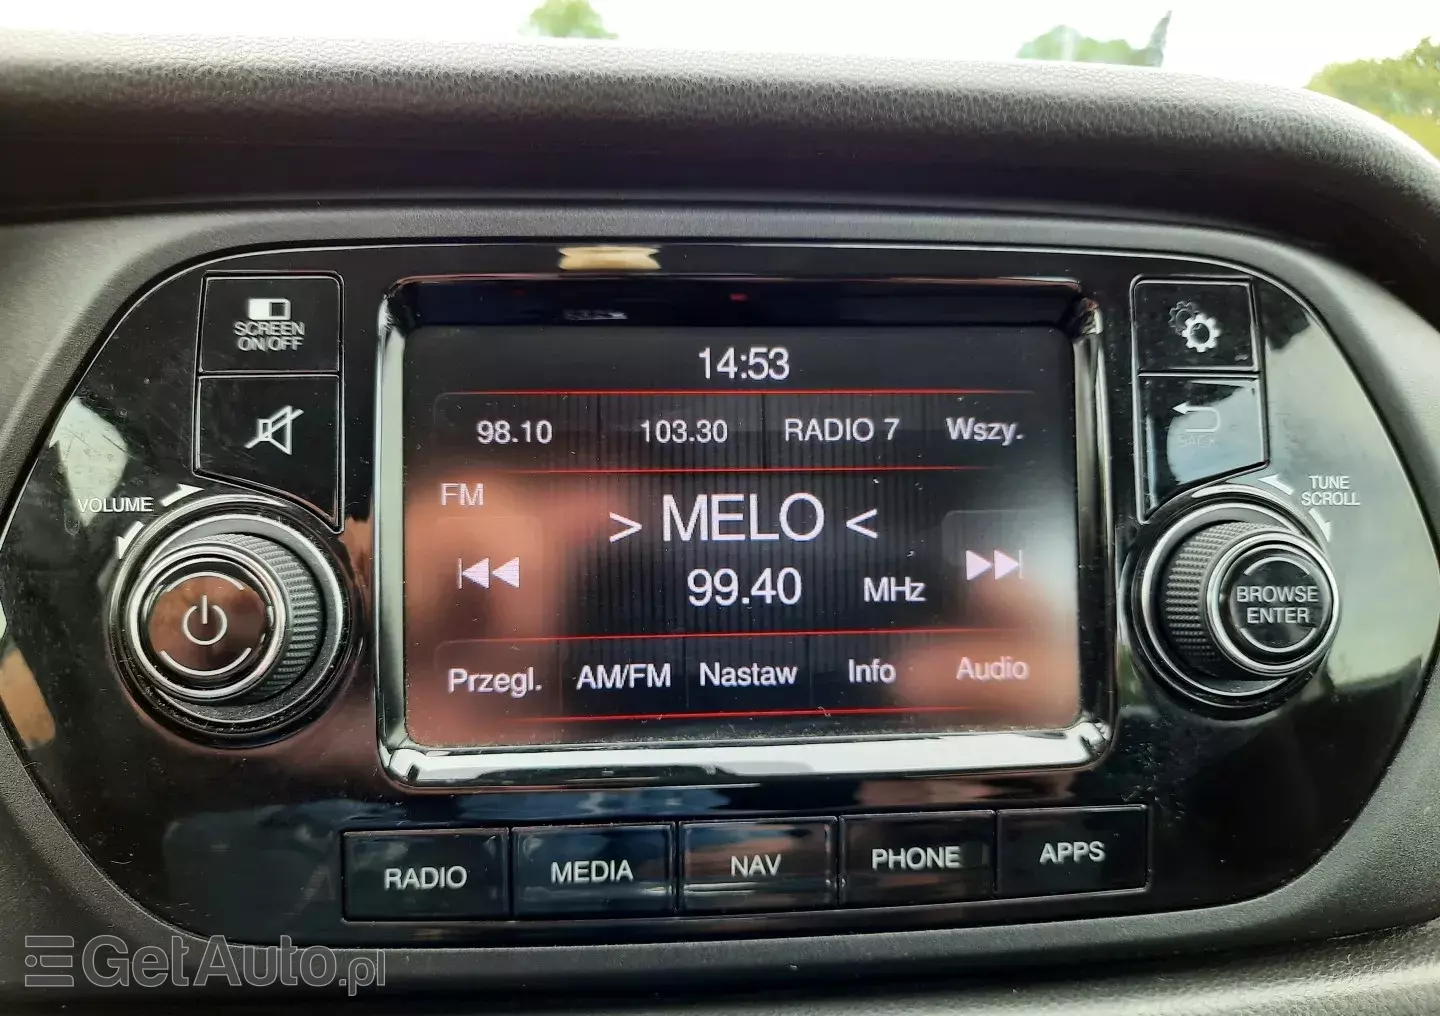 SCREEN
ON/OFF
14:53
98.10 103.30 RADIO 7 Wszy.
BACK
VOLUME
TUNE
SCROLL
FM
> MELO <
99.40 MHz
BROWSE
ENTER
Przegl. AM/FM Nastaw Info Audio
RADIO MEDIA NAV PHONE APPS
GetAuto.pl